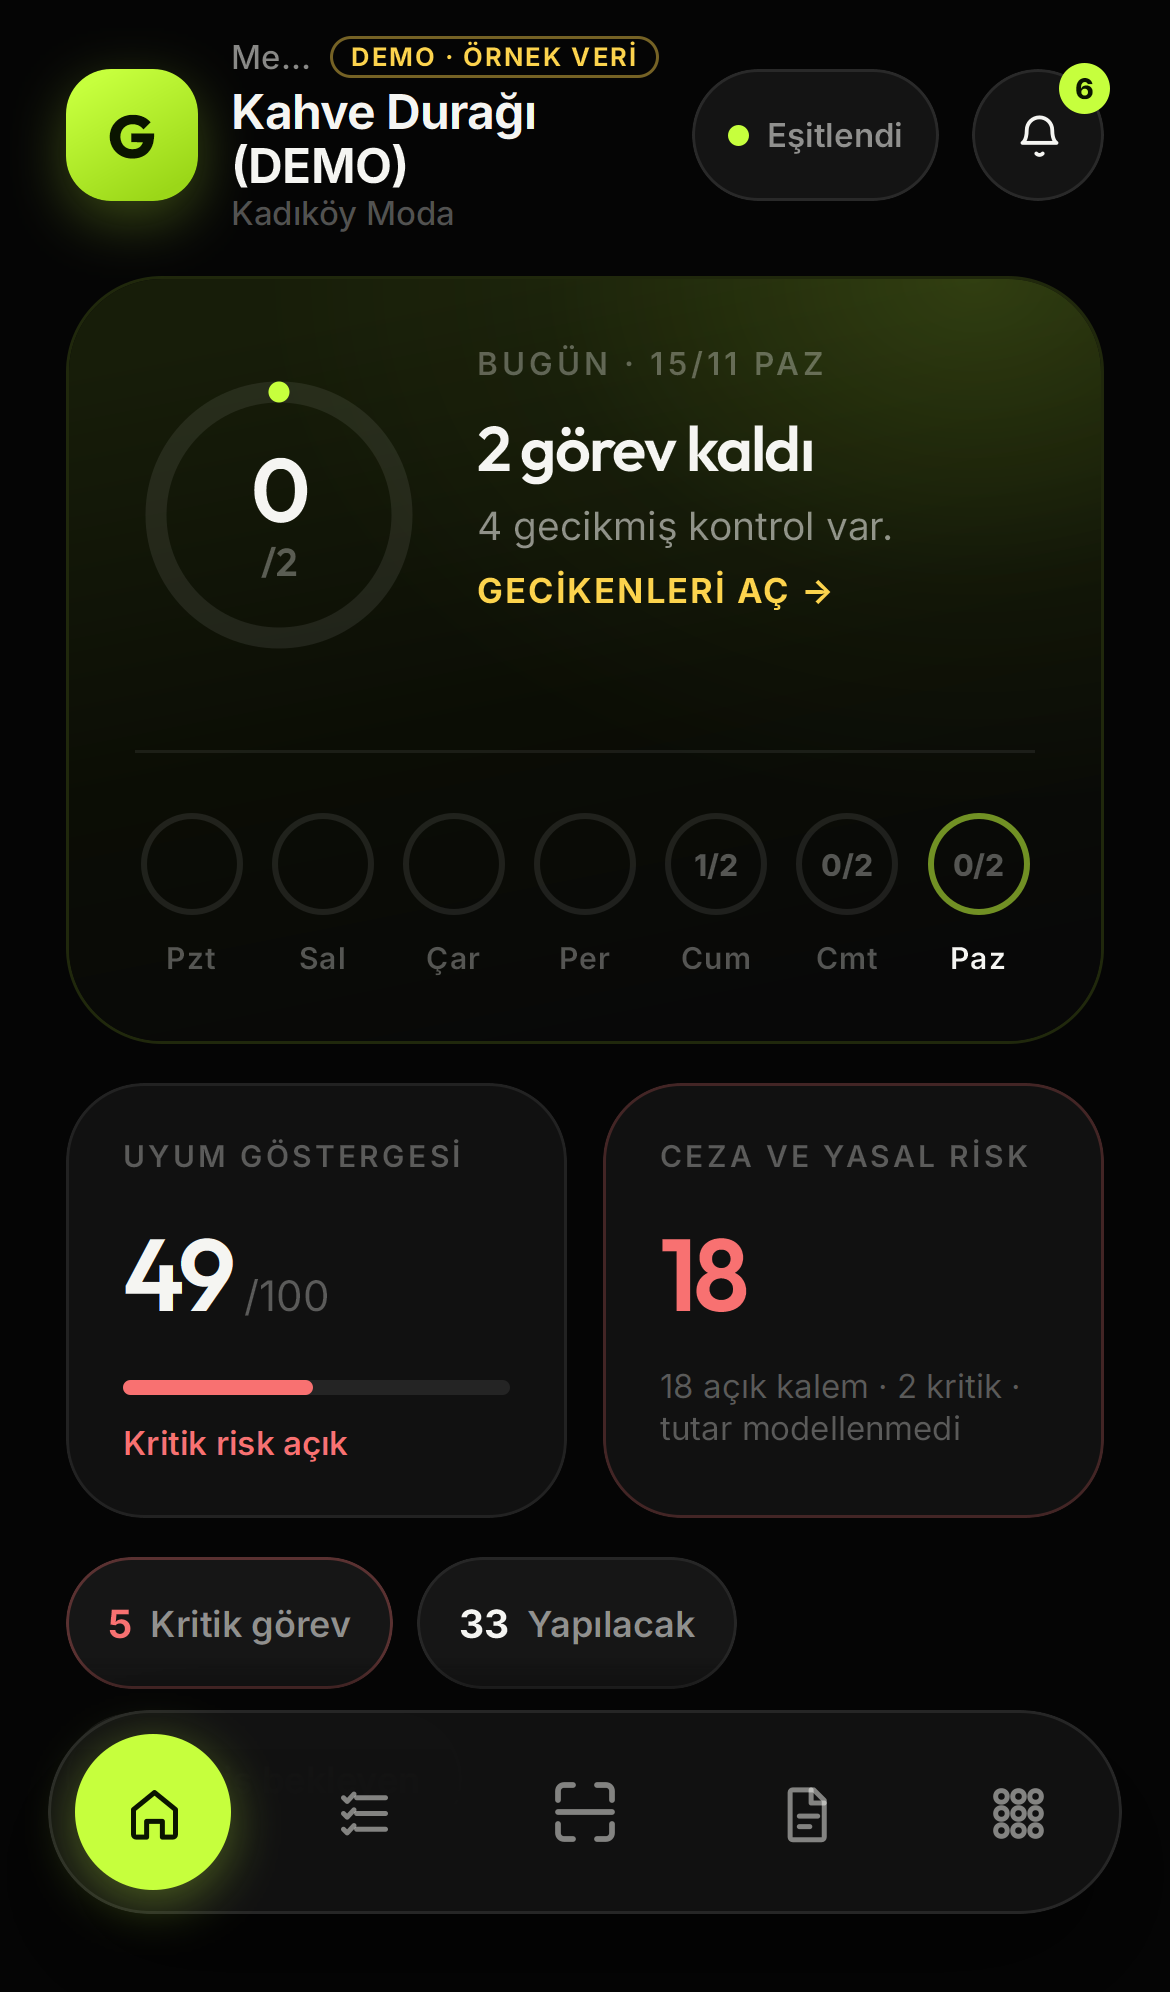 G
Me...
DEMO · ÖRNEK VERİ
Kahve Durağı
(DEMO)
Kadıköy Moda
Eşitlendi
6
BUGÜN · 15/11 PAZ
2 görev kaldı
4 gecikmiş kontrol var.
GECİKENLERİ AÇ →
0
/2
1/2 0/2 0/2
Pzt Sal Çar Per Cum Cmt Paz
UYUM GÖSTERGESİ
49 /100
Kritik risk açık
CEZA VE YASAL RİSK
18
18 açık kalem · 2 kritik ·
tutar modellenmedi
5 Kritik görev
33 Yapılacak